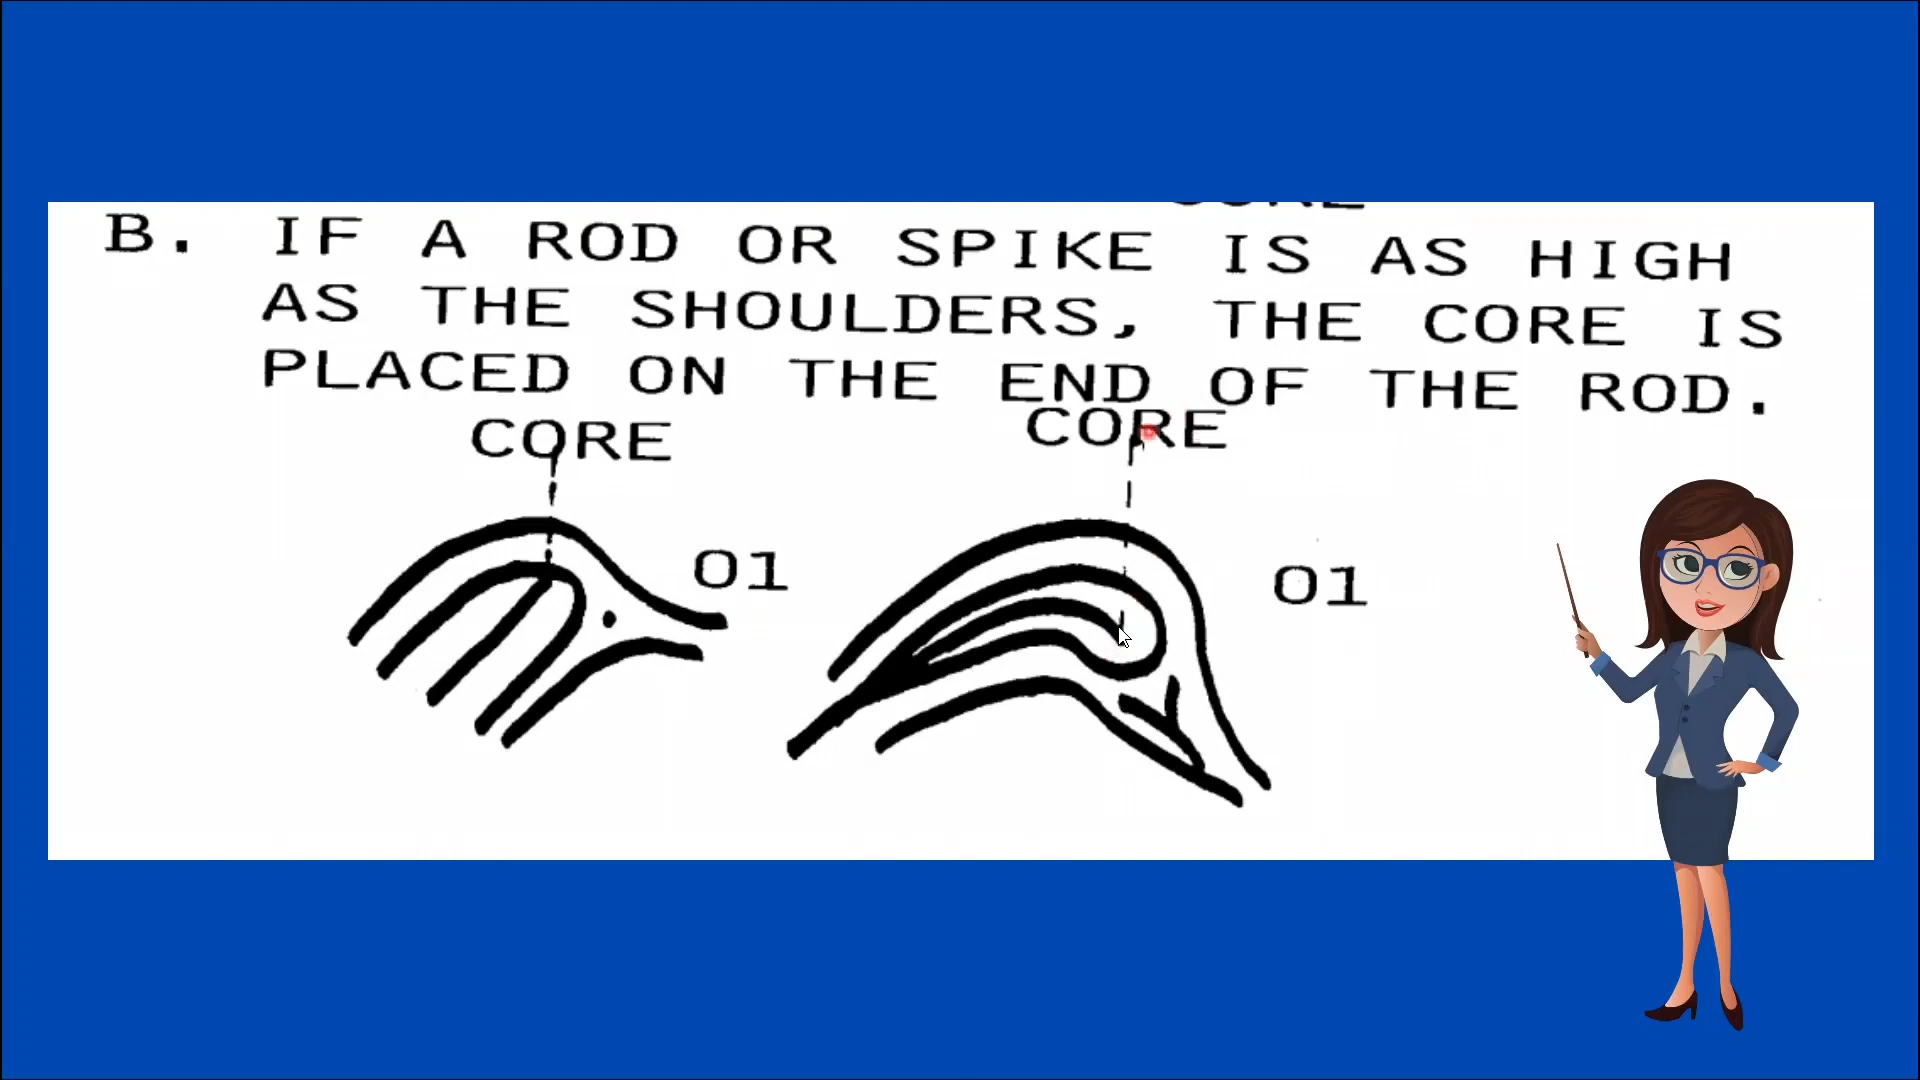 B. IF A ROD OR SPIKE IS AS HIGH
AS THE SHOULDERS, THE CORE IS
PLACED ON THE END OF THE ROD.
CORE
CORE
01
01